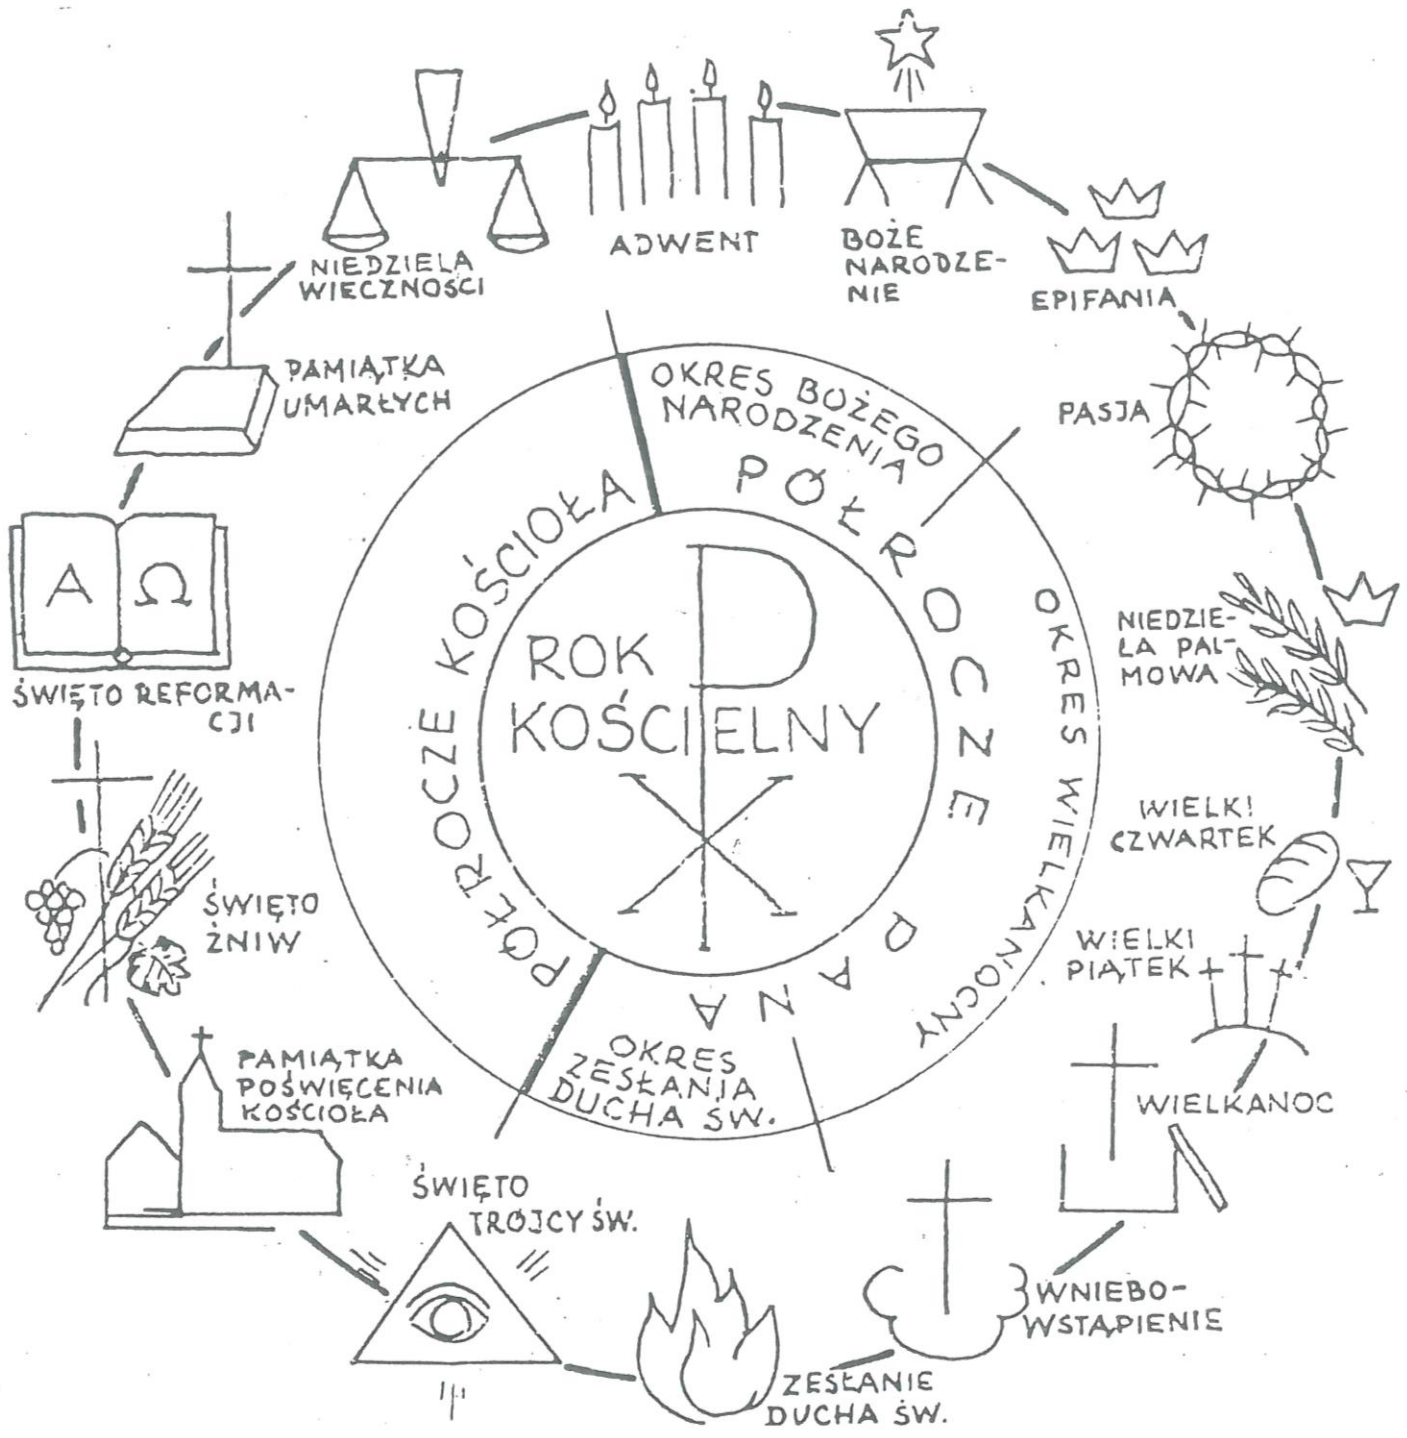 ADWENT
BOŻE
NARODZE-
NIE
EPIFANIA
PASJA
NIEDZIE-
LA PAL-
MOWA
WIELKI
CZWARTEK
WIELKI
PIĄTEK
WIELKANOC
WNIEBO-
WSTĄPIENIE
ZESŁANIE
DUCHA ŚW.
ŚWIĘTO
TRÓJCY ŚW.
PAMIĄTKA
POŚWIĘCENIA
KOŚCIOŁA
ŚWIĘTO
ŻNIW
A Ω
ŚWIĘTO REFORMA-
CJI
PAMIĄTKA
UMARŁYCH
NIEDZIELA
WIECZNOŚCI
OKRES BOŻEGO
NARODZENIA
OKRES WIELKANOCNY
OKRES
ZESŁANIA
DUCHA ŚW.
PÓŁROCZE PANA
PÓŁROCZE KOŚCIOŁA
ROK
KOŚCIELNY